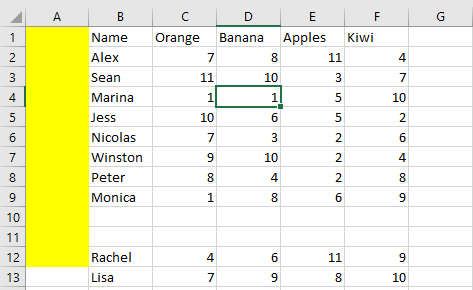 A B C D E F G
1 Name Orange Banana Apples Kiwi
2 Alex 7 8 11 4
3 Sean 11 10 3 7
4 Marina 1 1 5 10
5 Jess 10 6 5 2
6 Nicolas 7 3 2 6
7 Winston 9 10 2 4
8 Peter 8 4 2 8
9 Monica 1 8 6 9
10
11
12 Rachel 4 6 11 9
13 Lisa 7 9 8 10